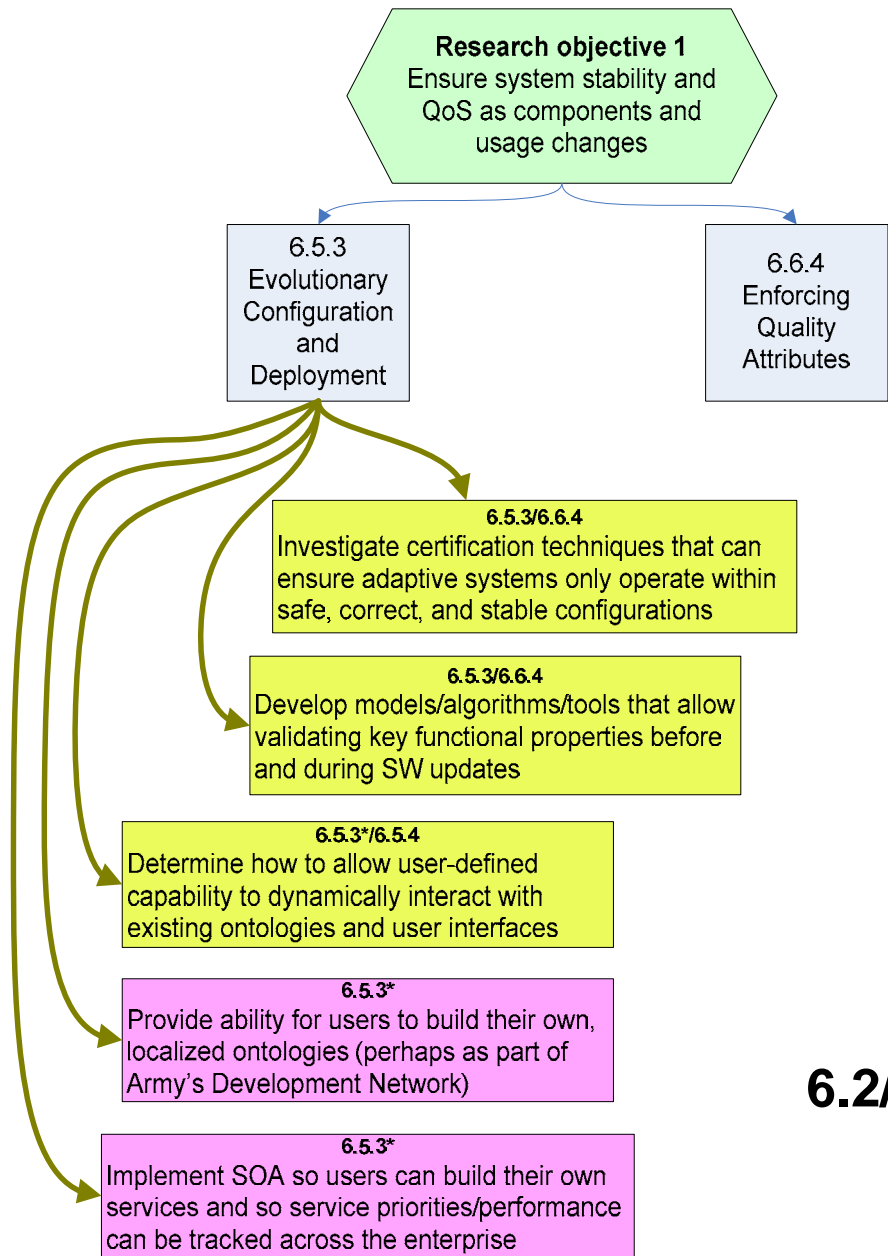 Research objective 1
Ensure system stability and
QoS as components and
usage changes
6.5.3
Evolutionary
Configuration
and
Deployment
6.6.4
Enforcing
Quality
Attributes
6.5.3/6.6.4
Investigate certification techniques that can
ensure adaptive systems only operate within
safe, correct, and stable configurations
6.5.3/6.6.4
Develop models/algorithms/tools that allow
validating key functional properties before
and during SW updates
6.5.3*/6.5.4
Determine how to allow user-defined
capability to dynamically interact with
existing ontologies and user interfaces
6.5.3*
Provide ability for users to build their own,
localized ontologies (perhaps as part of
Army's Development Network)
6.2/
6.5.3*
Implement SOA so users can build their own
services and so service priorities/performance
can be tracked across the enterprise